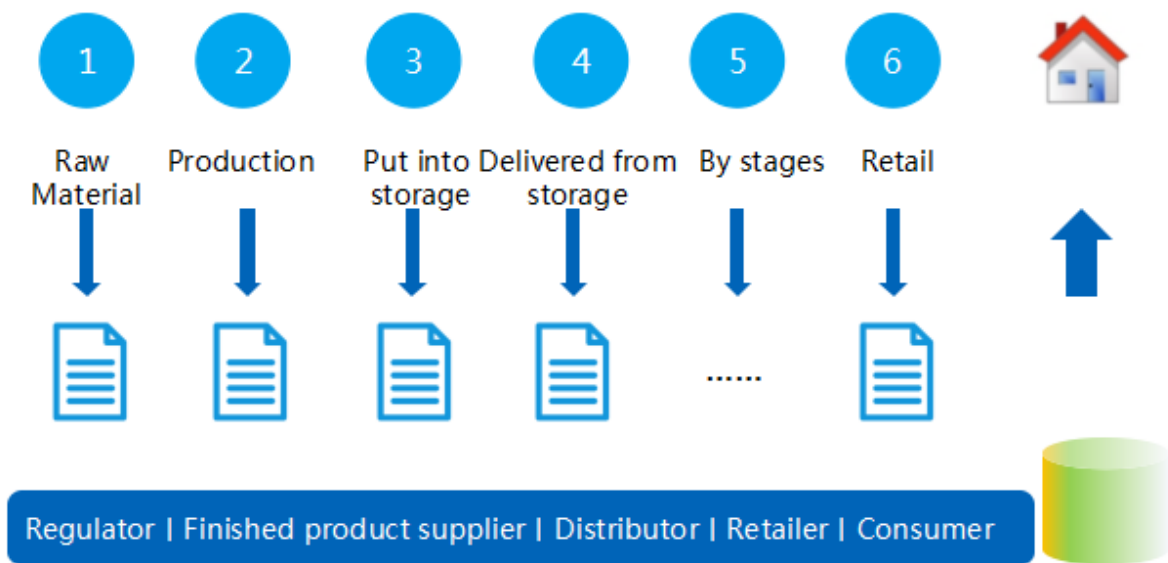 1
2
3
4
5
6
Raw
Material
Production
Put into
storage
Delivered from
storage
By stages
Retail
......
Regulator | Finished product supplier | Distributor | Retailer | Consumer